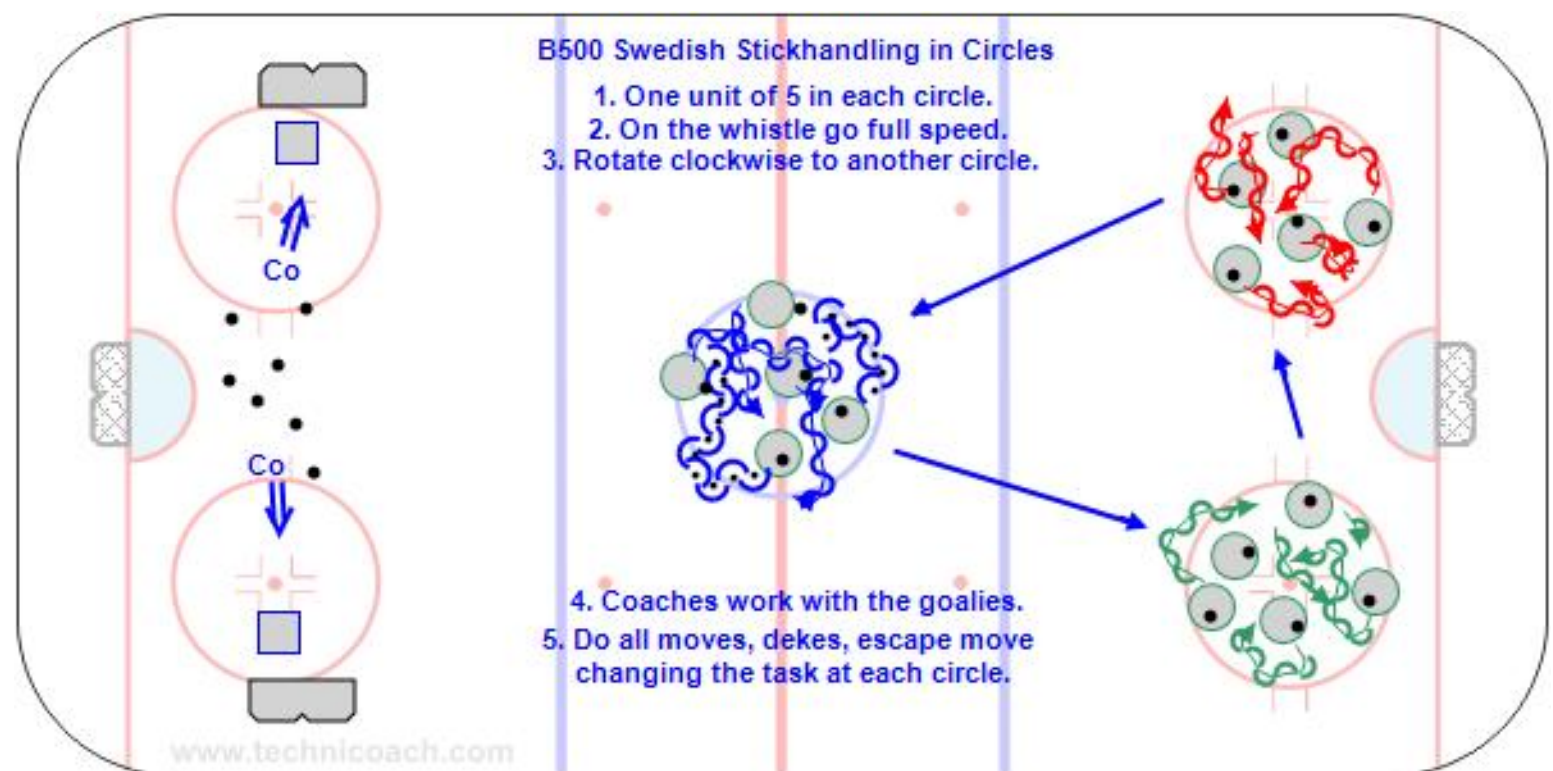 B500 Swedish Stickhandling in Circles
1. One unit of 5 in each circle.
2. On the whistle go full speed.
3. Rotate clockwise to another circle.
Co
Co
4. Coaches work with the goalies.
5. Do all moves, dekes, escape move
changing the task at each circle.
www.technicoach.com